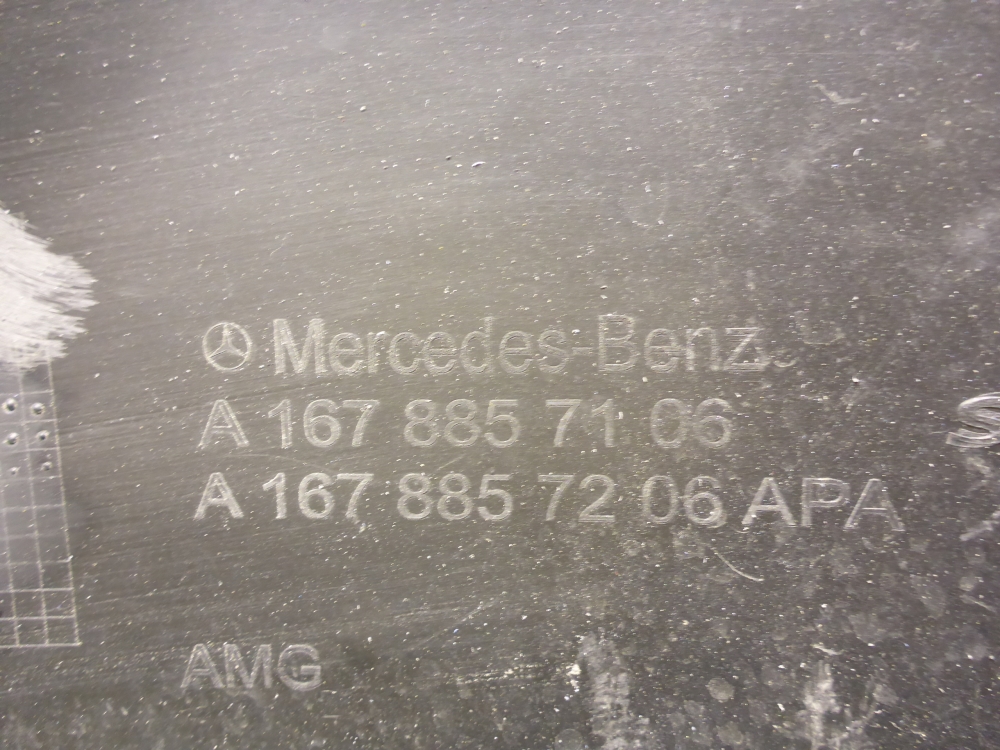 Mercedes-Benz
A 167 885 71 06
A 167 885 72 06 APA
AMG
S